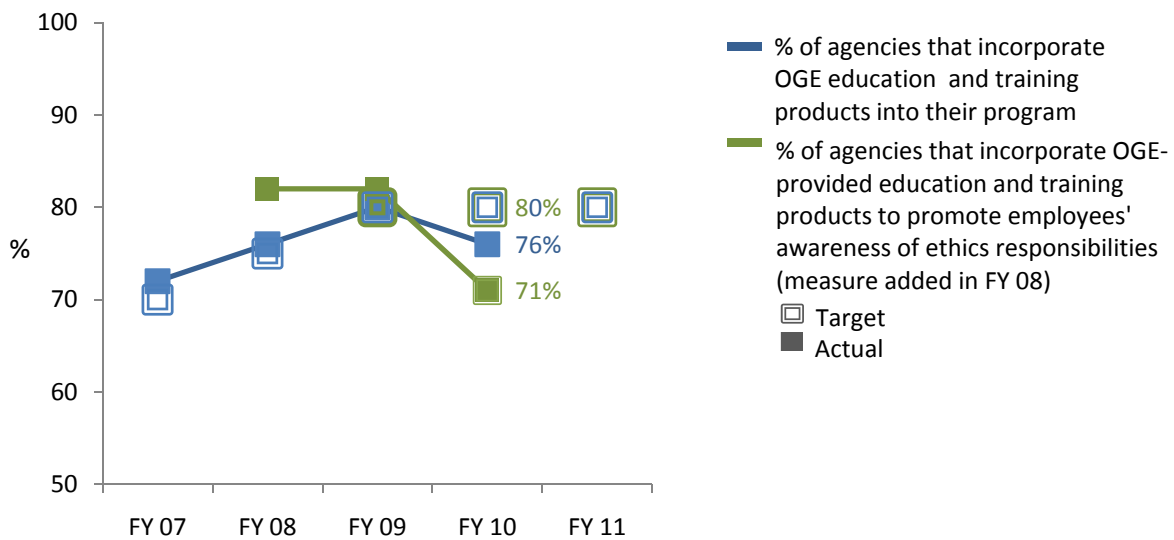 100
90
80
70
60
50
%
FY 07
FY 08
FY 09
FY 10
FY 11
80%
76%
71%
% of agencies that incorporate
OGE education and training
products into their program
% of agencies that incorporate OGE-
provided education and training
products to promote employees'
awareness of ethics responsibilities
(measure added in FY 08)
Target
Actual